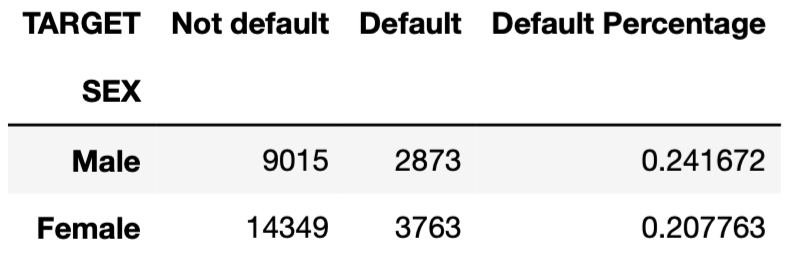 TARGET Not default Default Default Percentage
SEX
Male 9015 2873 0.241672
Female 14349 3763 0.207763